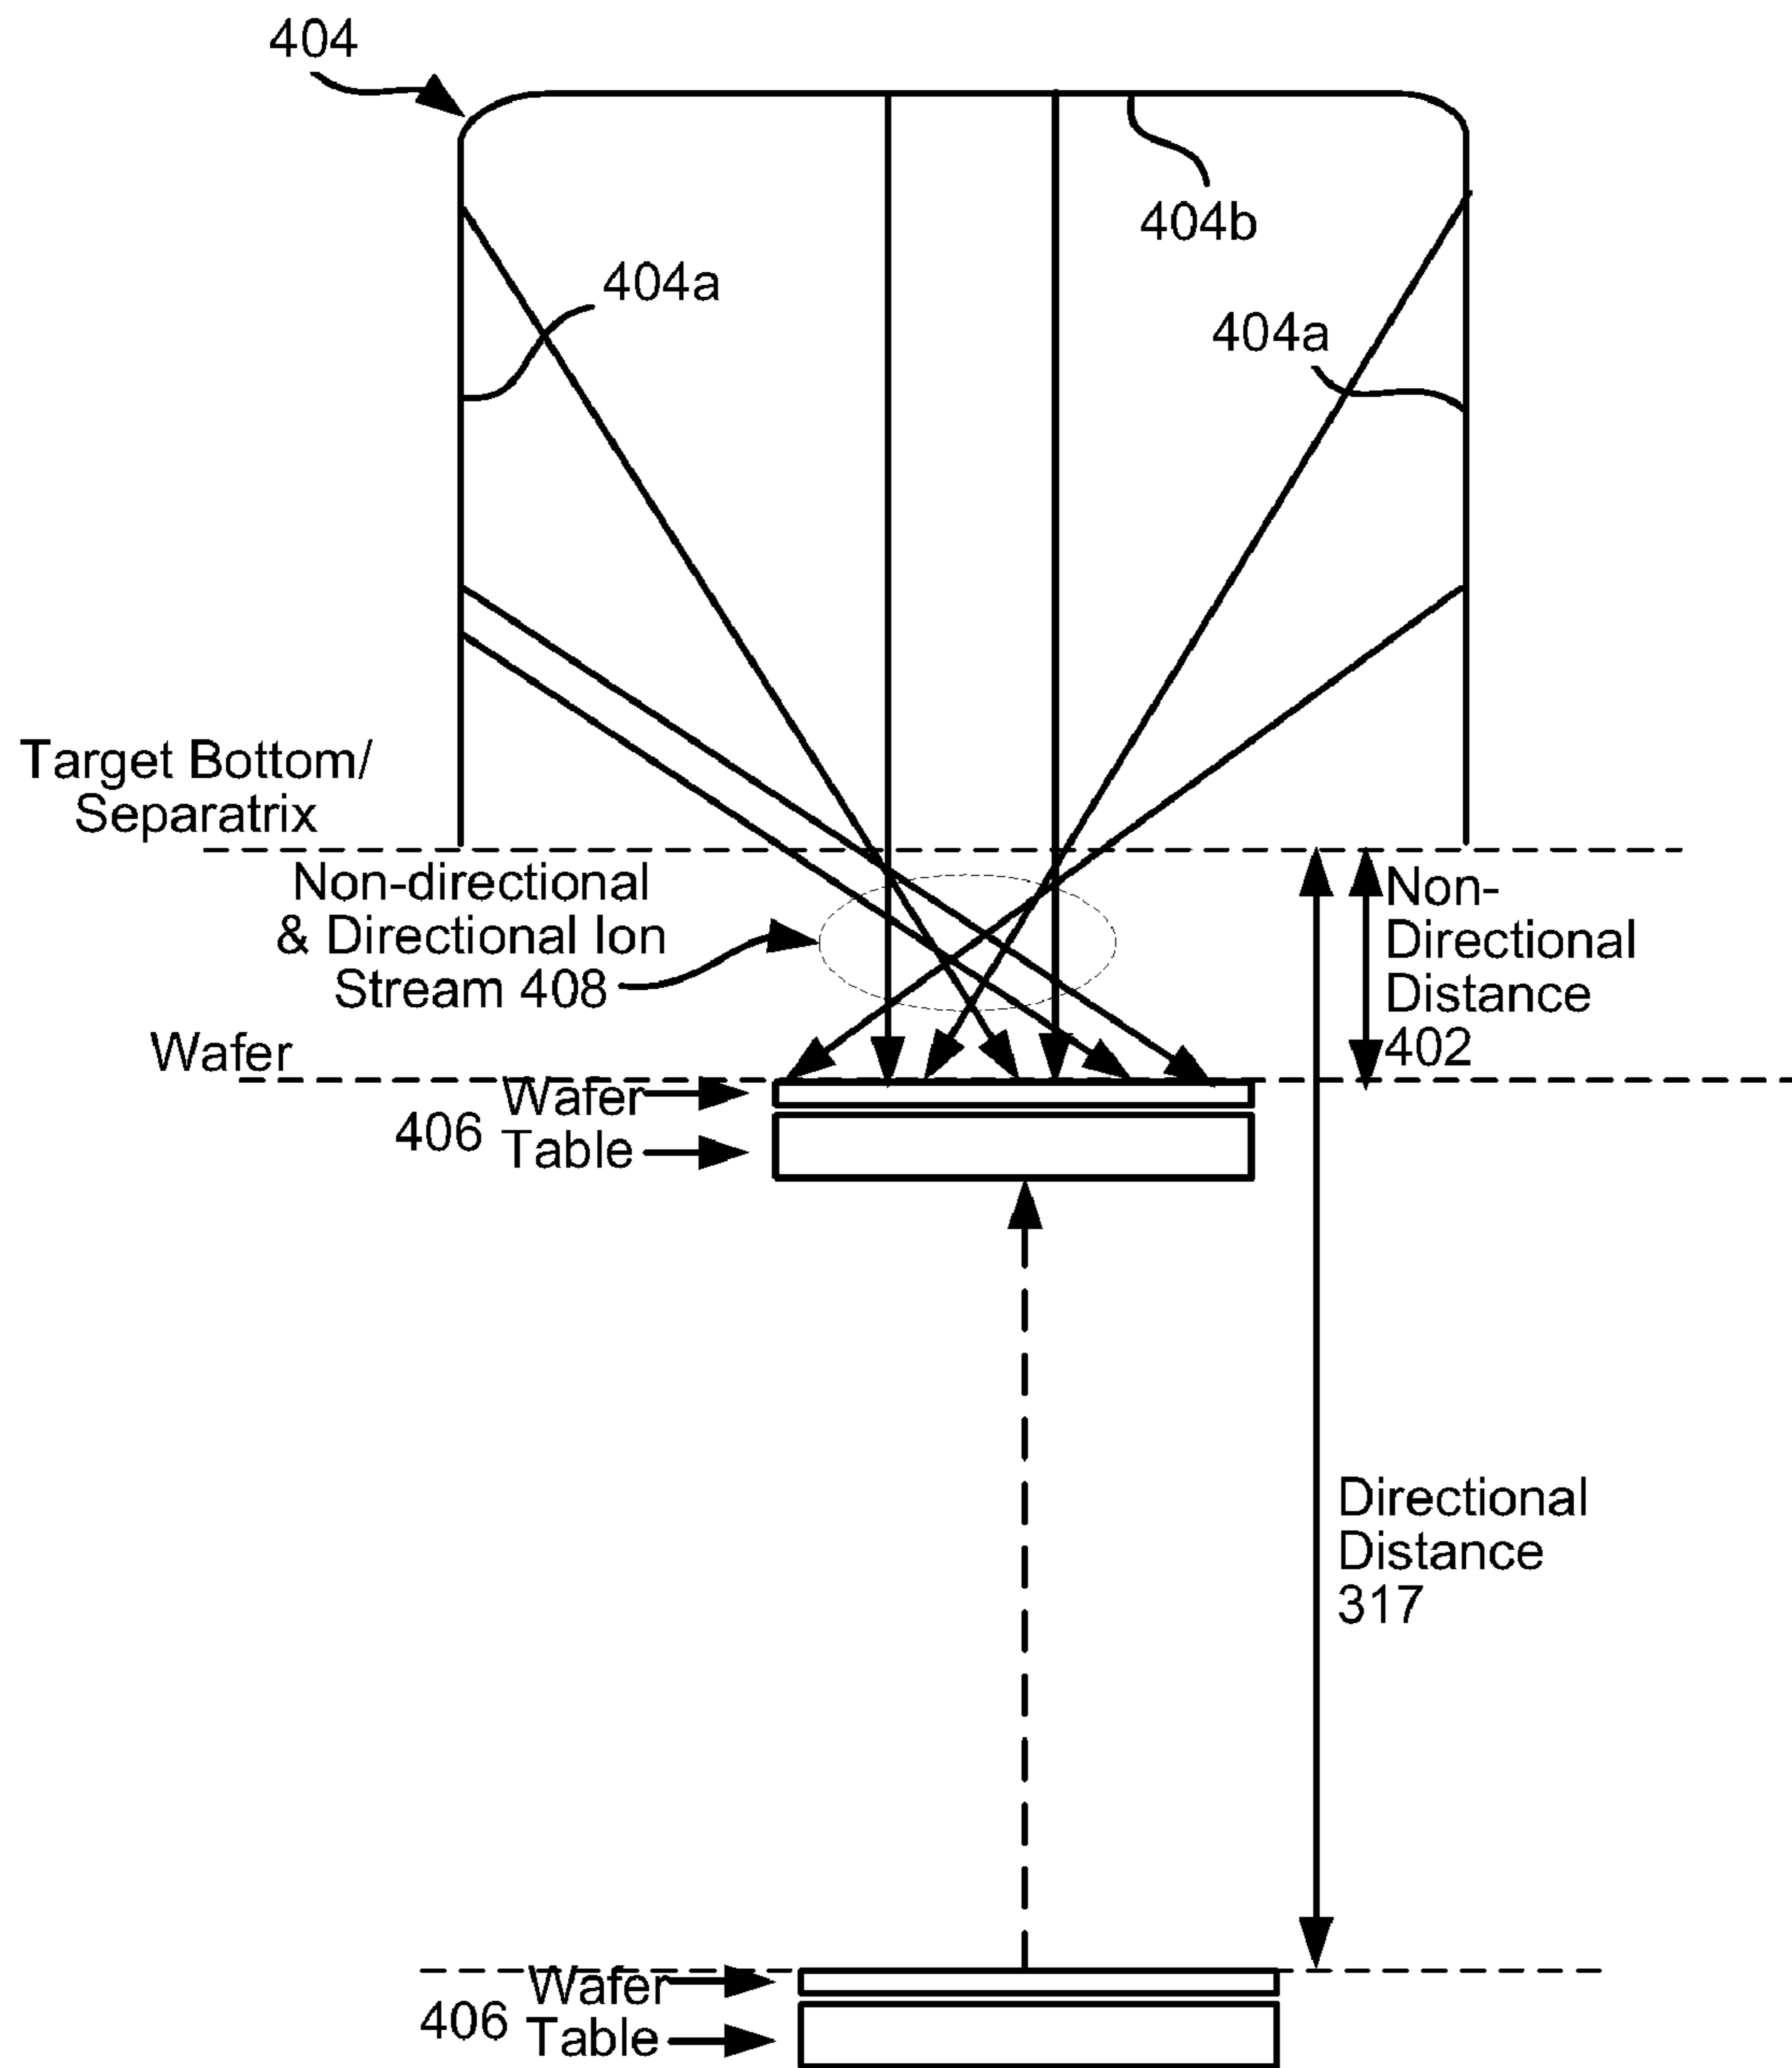 404
404b
404a
404a
Target Bottom/
Separatrix
Non-directional
& Directional Ion
Stream 408
Non-
Directional
Distance
402
Wafer
Wafer
406 Table
Directional
Distance
317
Wafer
406 Table